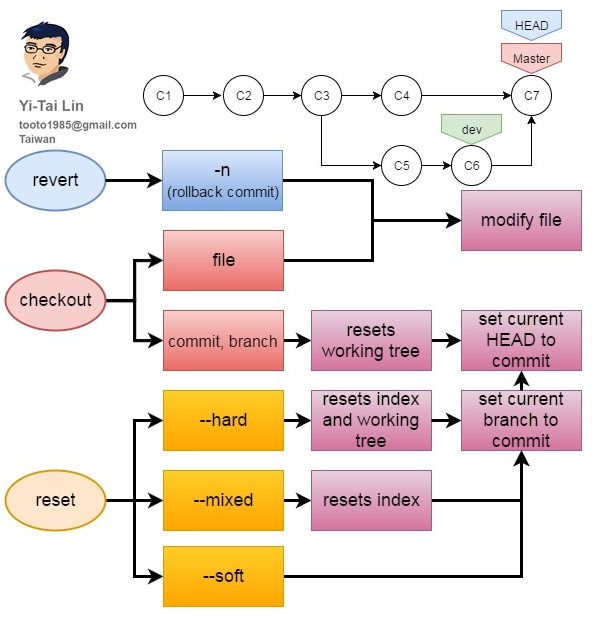 HEAD
Master
C1
C2
C3
C4
C7
Yi-Tai Lin
tooto1985@gmail.com
Taiwan
dev
C5
C6
revert
-n
(rollback commit)
modify file
file
checkout
commit, branch
resets
working tree
set current
HEAD to
commit
--hard
resets index
and working
tree
set current
branch to
commit
reset
--mixed
resets index
--soft